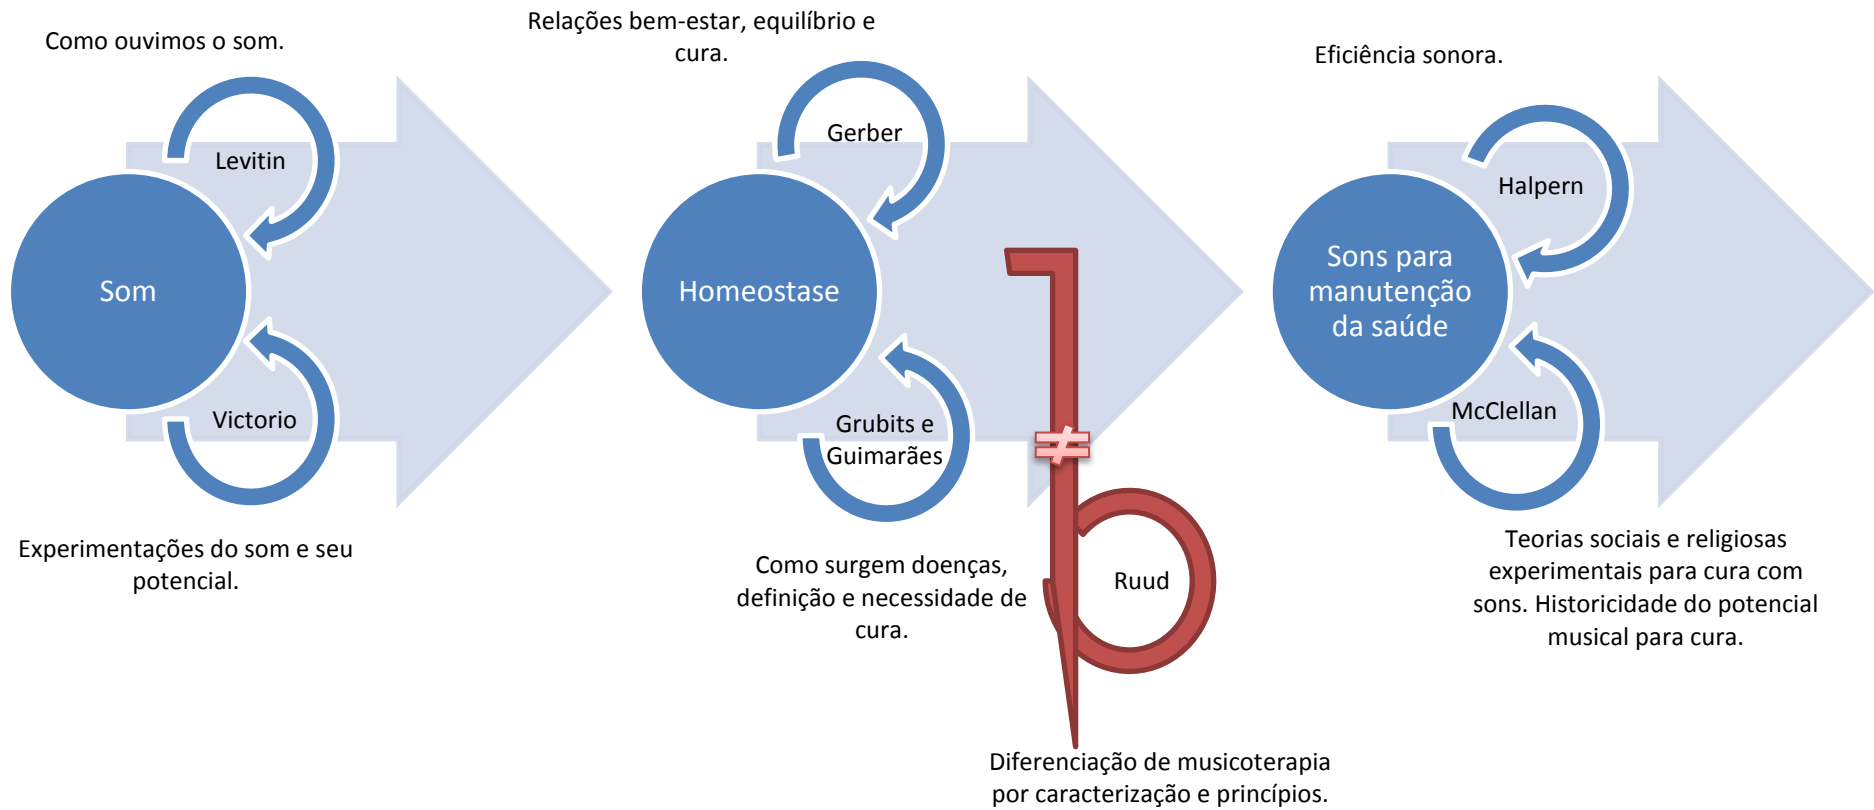 Como ouvimos o som.
Levitin
Som
Victorio
Experimentações do som e seu
potencial.
Relações bem-estar, equilíbrio e
cura.
Gerber
Homeostase
Grubits e
Guimarães
Como surgem doenças,
definição e necessidade de
cura.
≠
Ruud
Diferenciação de musicoterapia
por caracterização e princípios.
Eficiência sonora.
Halpern
Sons para
manutenção
da saúde
McClellan
Teorias sociais e religiosas
experimentais para cura com
sons. Historicidade do potencial
musical para cura.